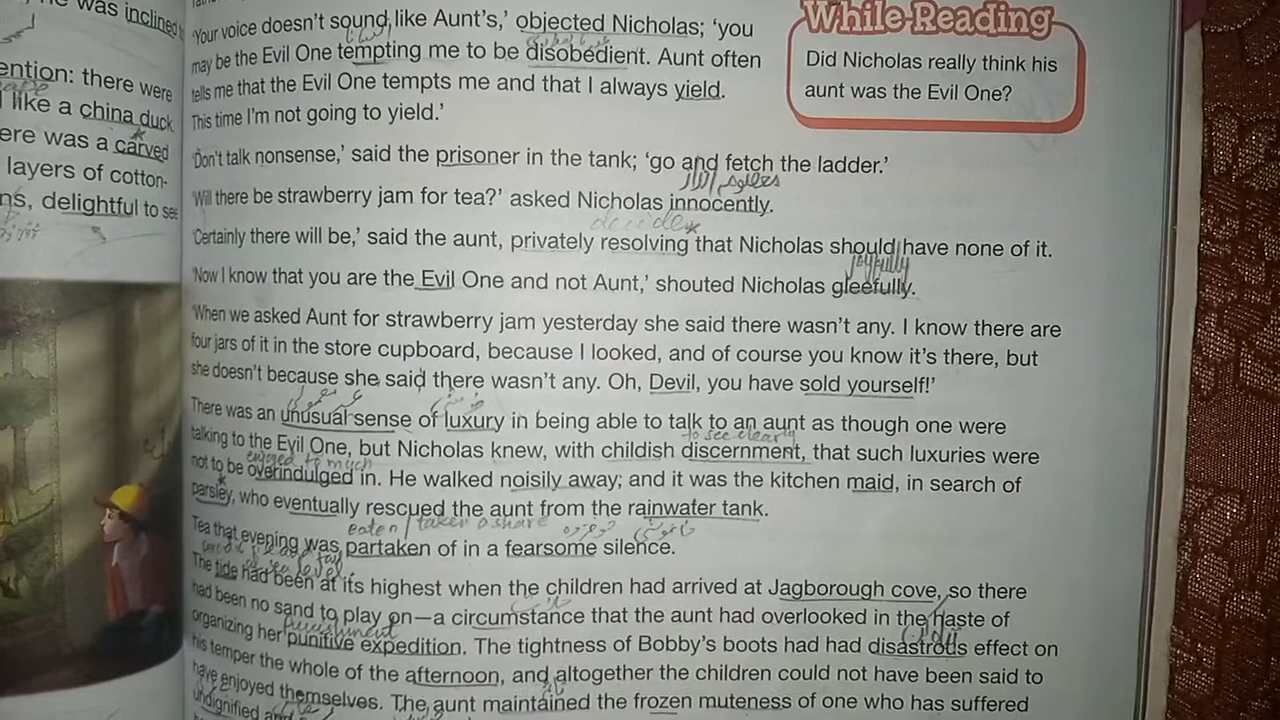 was inclined
'Your voice doesn't sound like Aunt's,' objected Nicholas; 'you
may be the Evil One tempting me to be disobedient. Aunt often
tells me that the Evil One tempts me and that I always yield.
This time I'm not going to yield.'
While Reading
Did Nicholas really think his
aunt was the Evil One?
ention: there were
like a china duck
ere was a carved
layers of cotton-
ns, delightful to see
'Don't talk nonsense,' said the prisoner in the tank; 'go and fetch the ladder.'
'Will there be strawberry jam for tea?' asked Nicholas innocently.
'Certainly there will be,' said the aunt, privately resolving that Nicholas should have none of it.
joyfully
'Now I know that you are the Evil One and not Aunt,' shouted Nicholas gleefully.
'When we asked Aunt for strawberry jam yesterday she said there wasn't any. I know there are
four jars of it in the store cupboard, because I looked, and of course you know it's there, but
she doesn't because she said there wasn't any. Oh, Devil, you have sold yourself!'
There was an unusual sense of luxury in being able to talk to an aunt as though one were
to see clearly
talking to the Evil One, but Nicholas knew, with childish discernment, that such luxuries were
enjoyed to much
not to be overindulged in. He walked noisily away; and it was the kitchen maid, in search of
parsley, who eventually rescued the aunt from the rainwater tank.
eaten / taken a share
Tea that evening was partaken of in a fearsome silence.
The tide had been at its highest when the children had arrived at Jagborough cove, so there
had been no sand to play on—a circumstance that the aunt had overlooked in the haste of
punishment
organizing her punitive expedition. The tightness of Bobby's boots had had disastrous effect on
his temper the whole of the afternoon, and altogether the children could not have been said to
have enjoyed themselves. The aunt maintained the frozen muteness of one who has suffered
undignified and